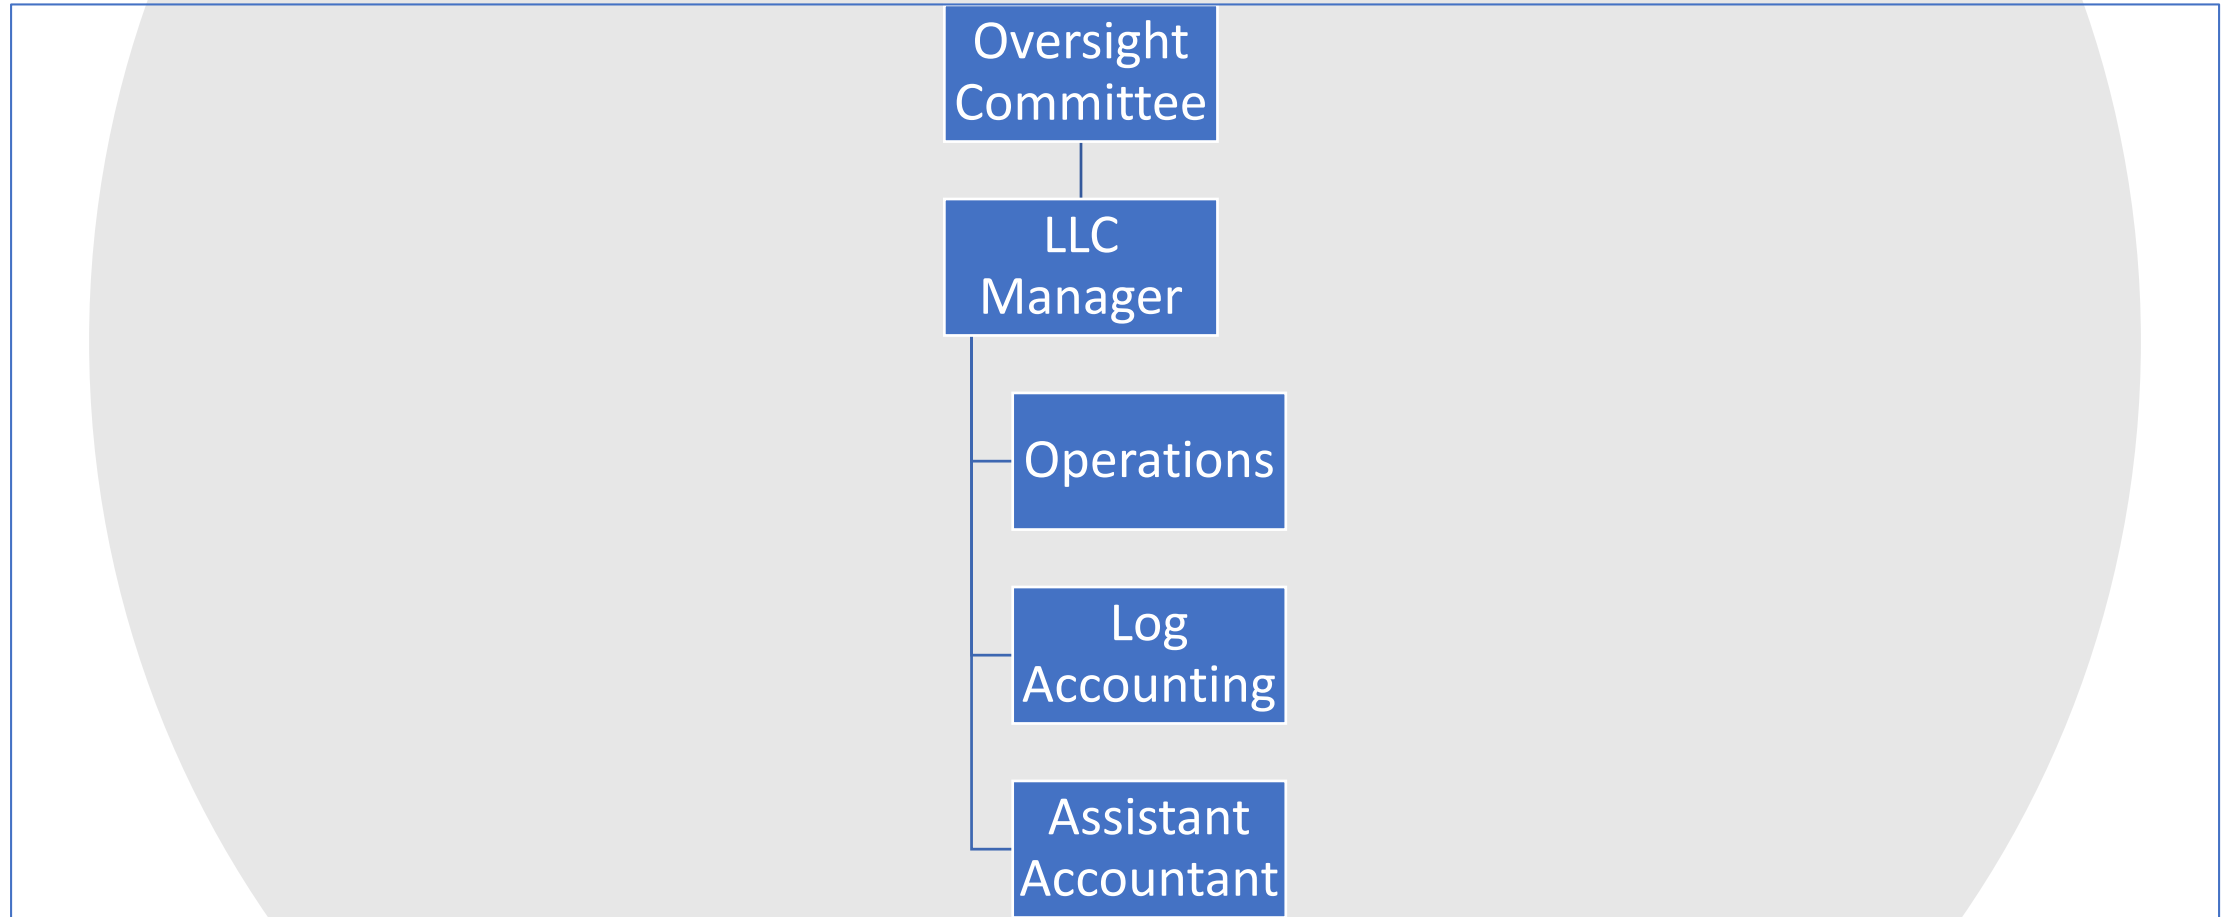 Oversight
Committee
LLC
Manager
Operations
Log
Accounting
Assistant
Accountant